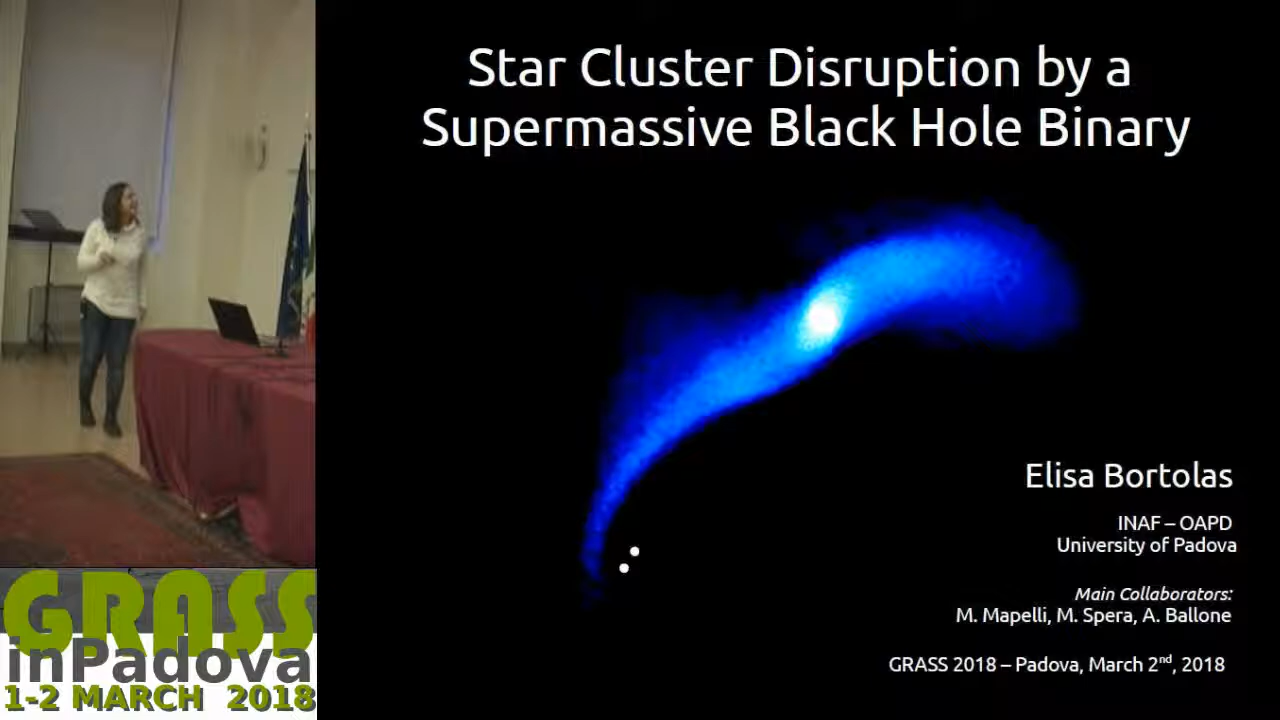 Star Cluster Disruption by a
Supermassive Black Hole Binary
Elisa Bortolas
INAF – OAPD
University of Padova
Main Collaborators:
M. Mapelli, M. Spera, A. Ballone
GRASS 2018 – Padova, March 2nd, 2018
GRASS
inPadova
1-2 MARCH 2018